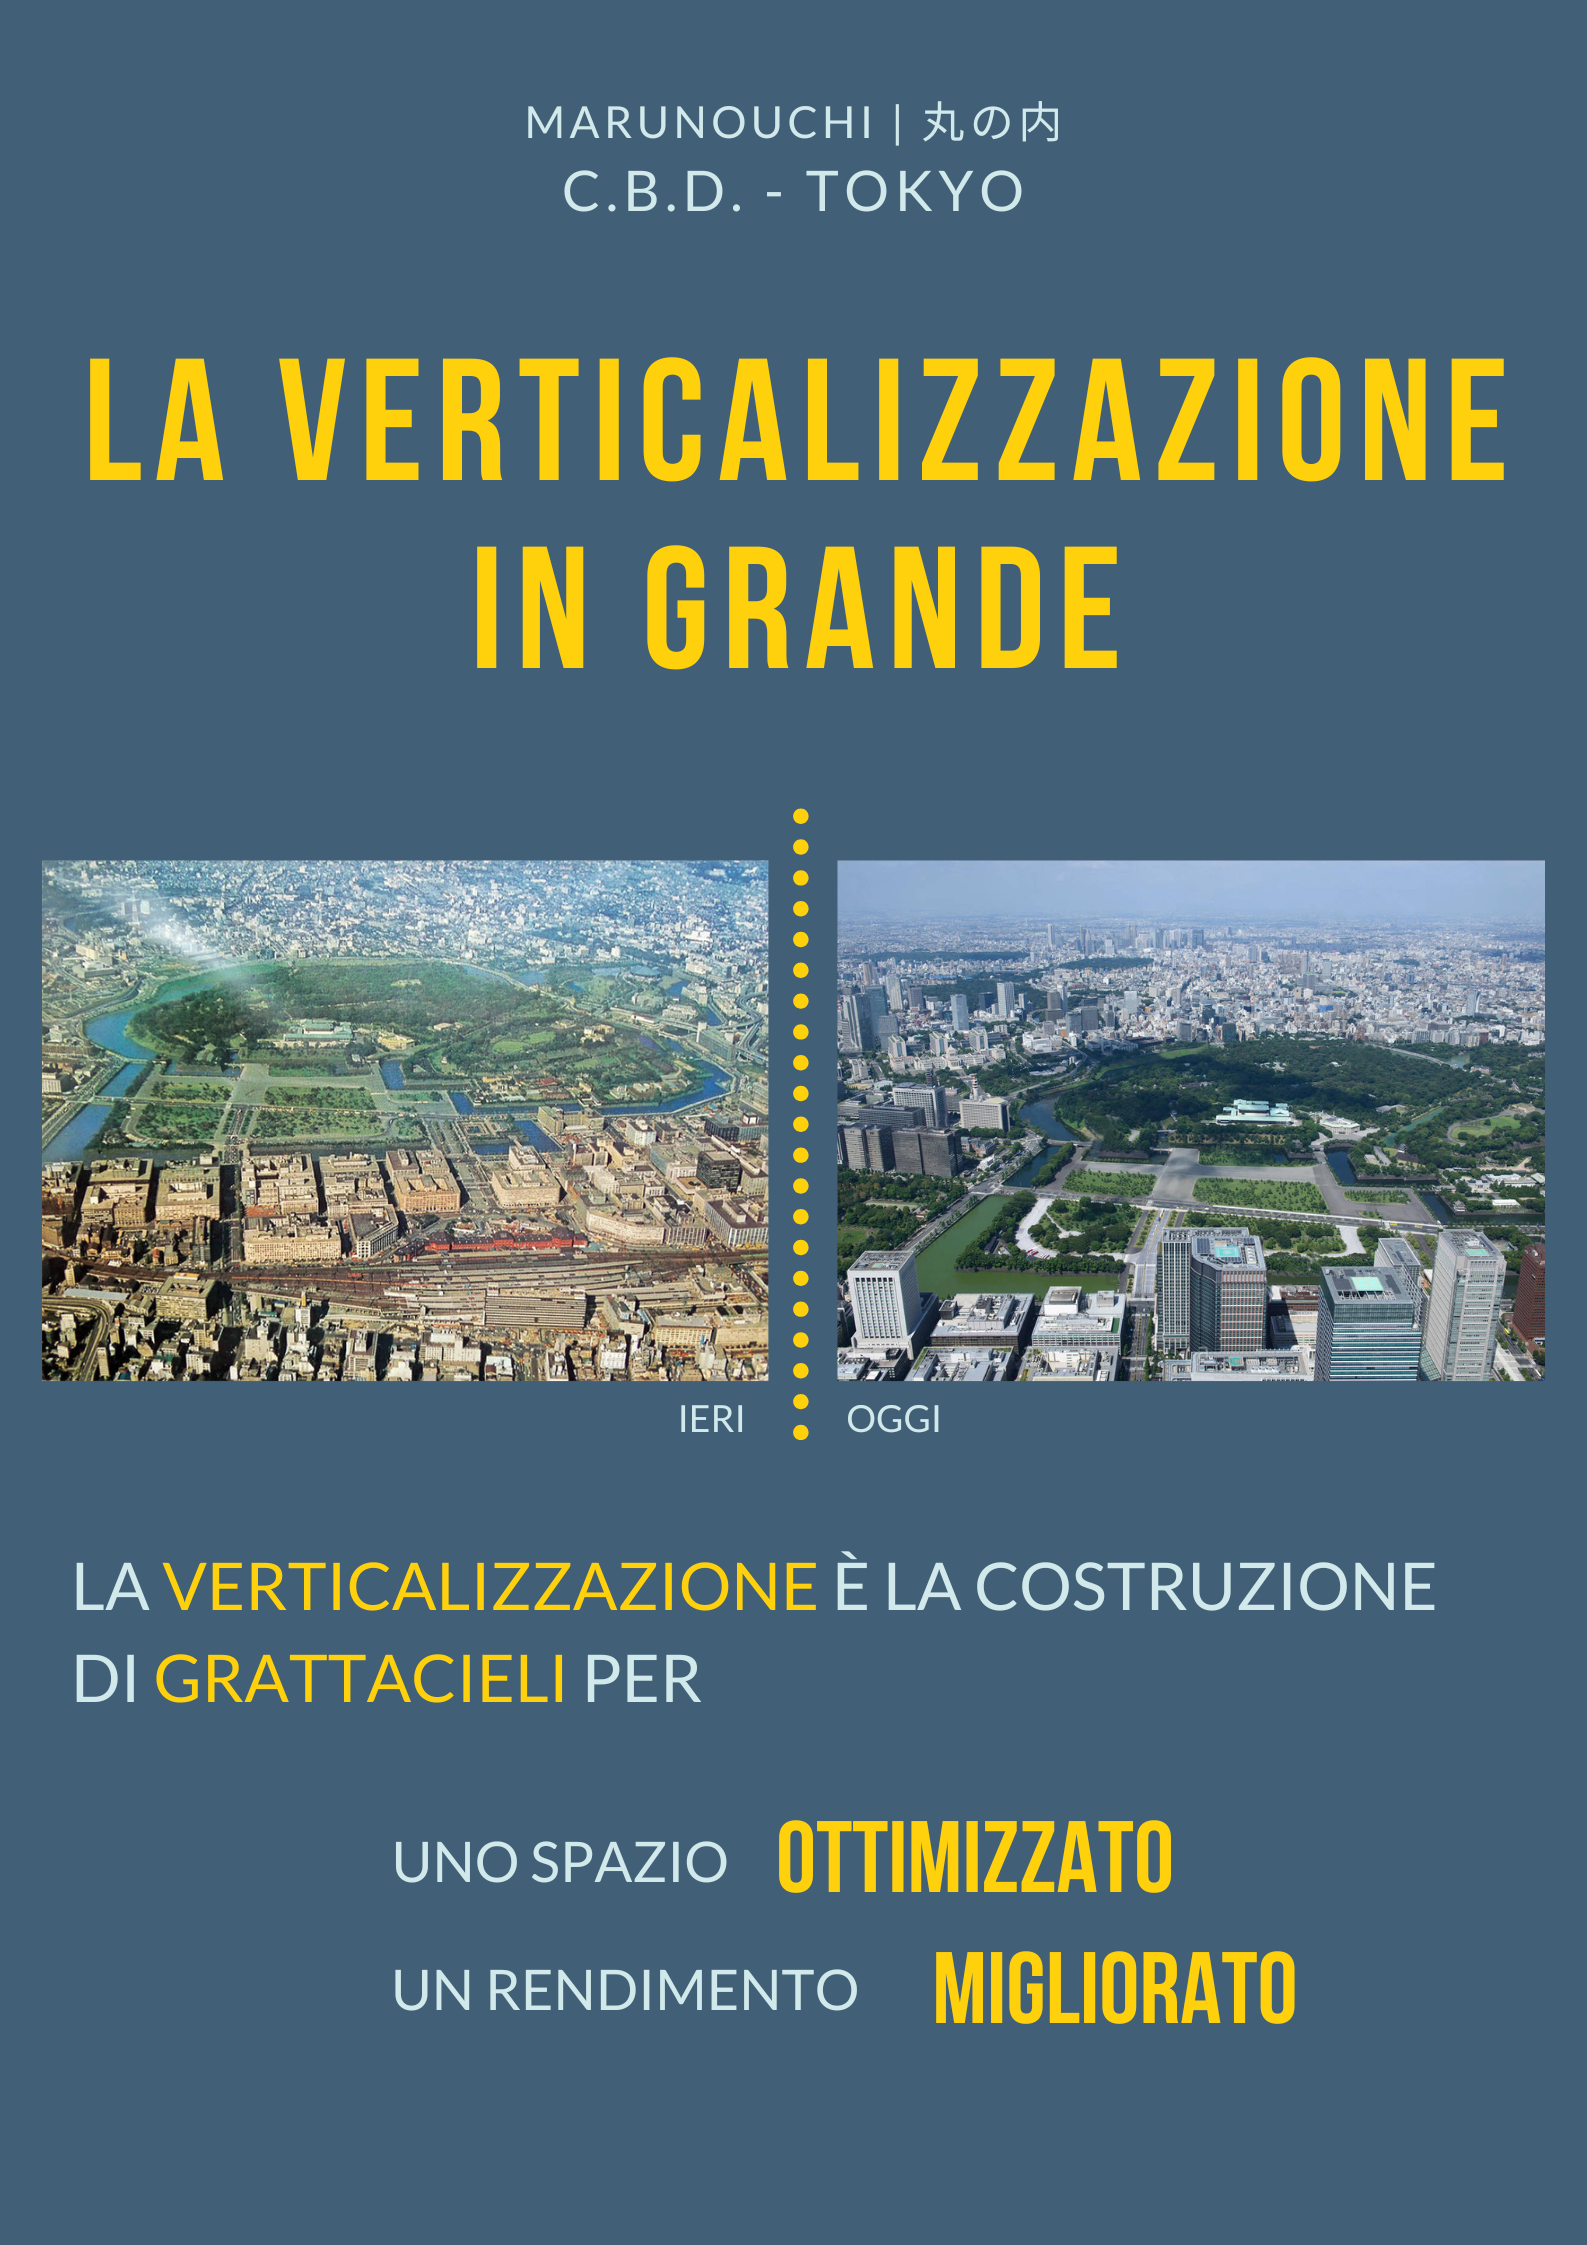 MARUNOUCHI | 丸の内
C.B.D. - TOKYO
LA VERTICALIZZAZIONE
IN GRANDE
IERI
OGGI
LA VERTICALIZZAZIONE È LA COSTRUZIONE
DI GRATTACIELI PER
UNO SPAZIO OTTIMIZZATO
UN RENDIMENTO MIGLIORATO